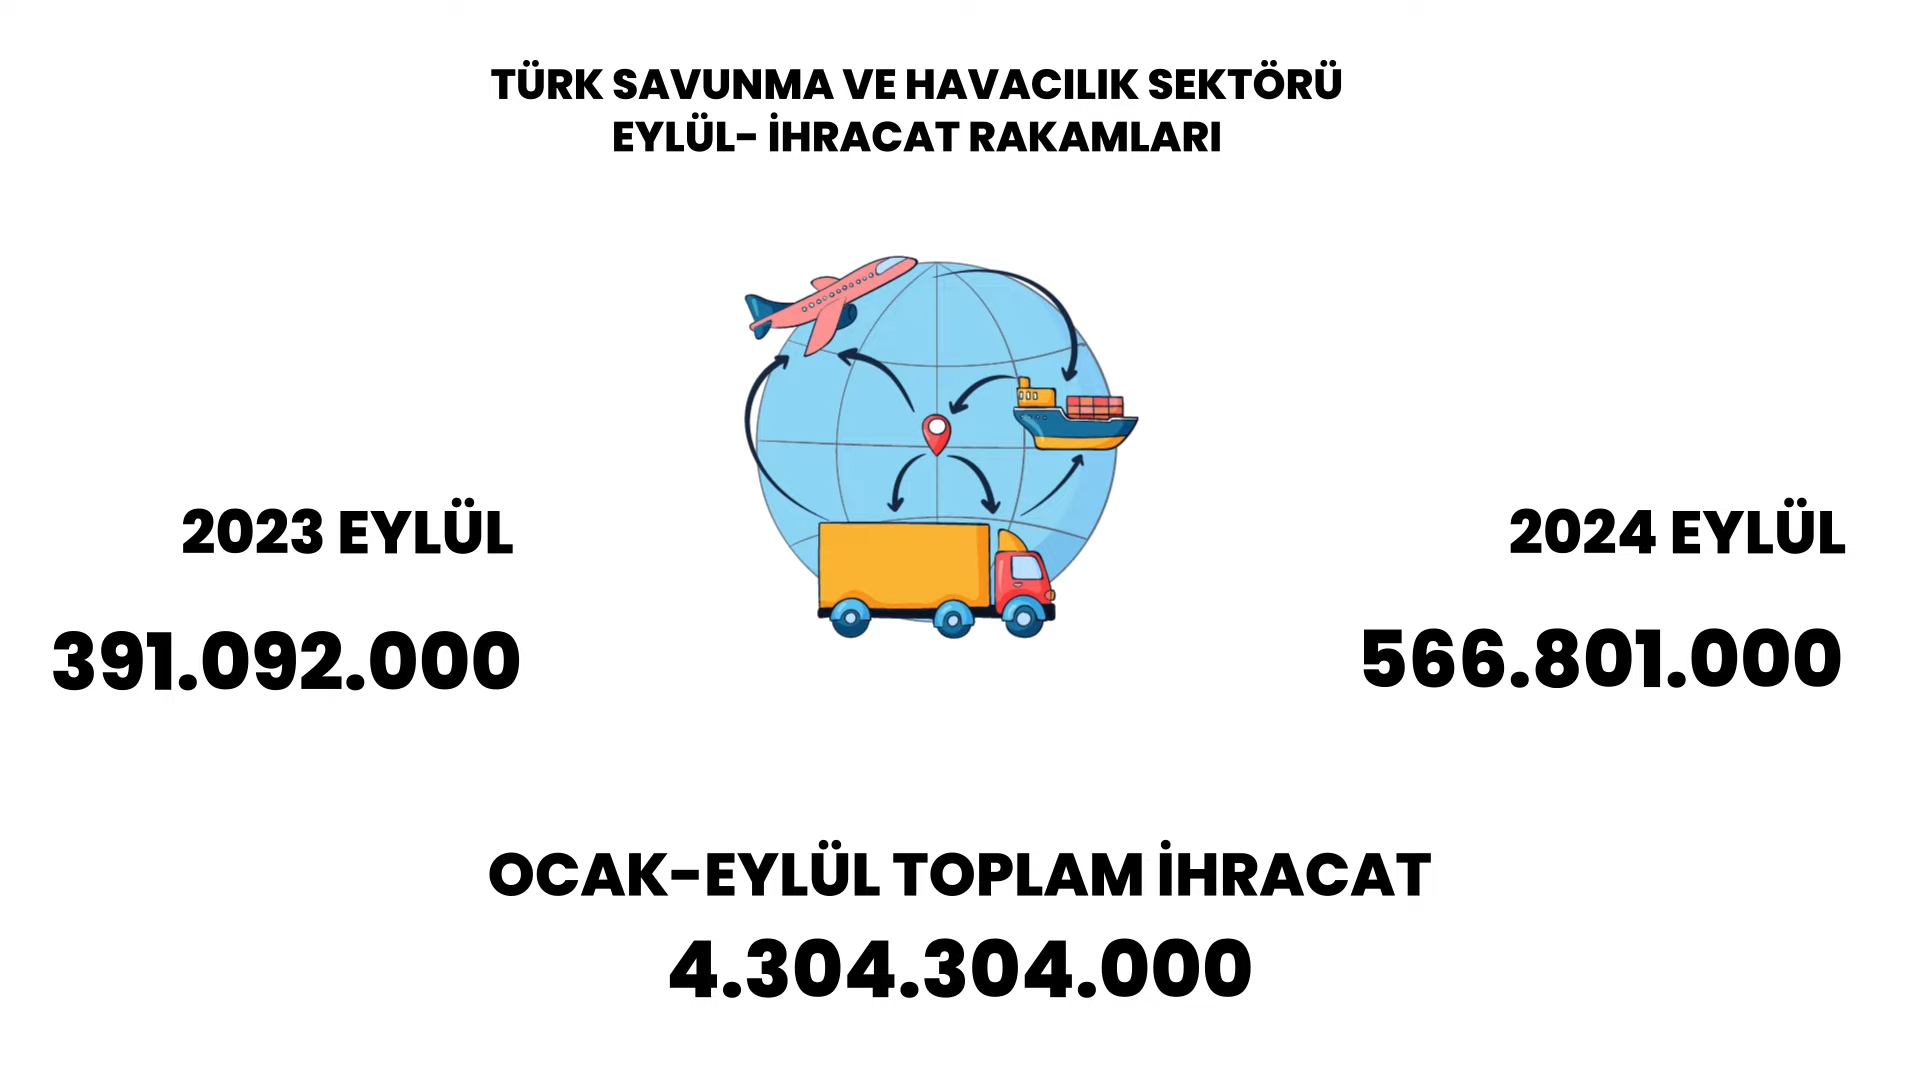 TÜRK SAVUNMA VE HAVACILIK SEKTÖRÜ
EYLÜL- İHRACAT RAKAMLARI
2023 EYLÜL
391.092.000
2024 EYLÜL
566.801.000
OCAK-EYLÜL TOPLAM İHRACAT
4.304.304.000